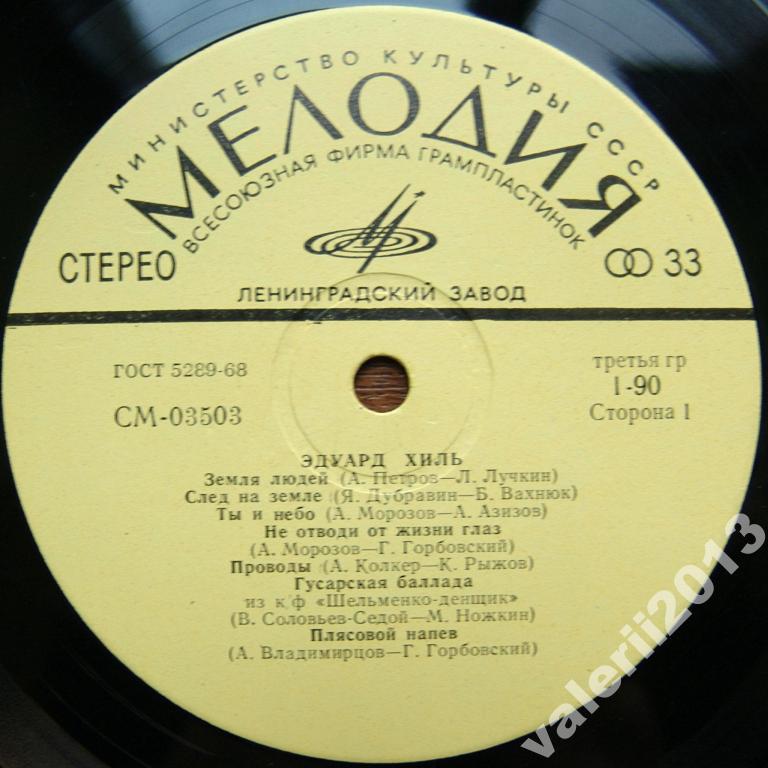 МИНИСТЕРСТВО КУЛЬТУРЫ СССР
МЕЛОДИЯ
ВСЕСОЮЗНАЯ ФИРМА ГРАМПЛАСТИНОК
СТЕРЕО
33
ЛЕНИНГРАДСКИЙ ЗАВОД
ГОСТ 5289-68
третья гр
1-90
СМ-03503
Сторона 1
ЭДУАРД ХИЛЬ
Земля людей (А. Петров—Л. Лучкин)
След на земле (Я. Дубравин—Б. Вахнюк)
Ты и небо (А. Морозов—А. Азизов)
Не отводи от жизни глаз
(А. Морозов—Г. Горбовский)
Проводы (А. Колкер—К. Рыжов)
Гусарская баллада
из к/ф «Шельменко-денщик»
(В. Соловьев-Седой—М. Ножкин)
Плясовой напев
(А. Владимирцов—Г. Горбовский)
valerii2013